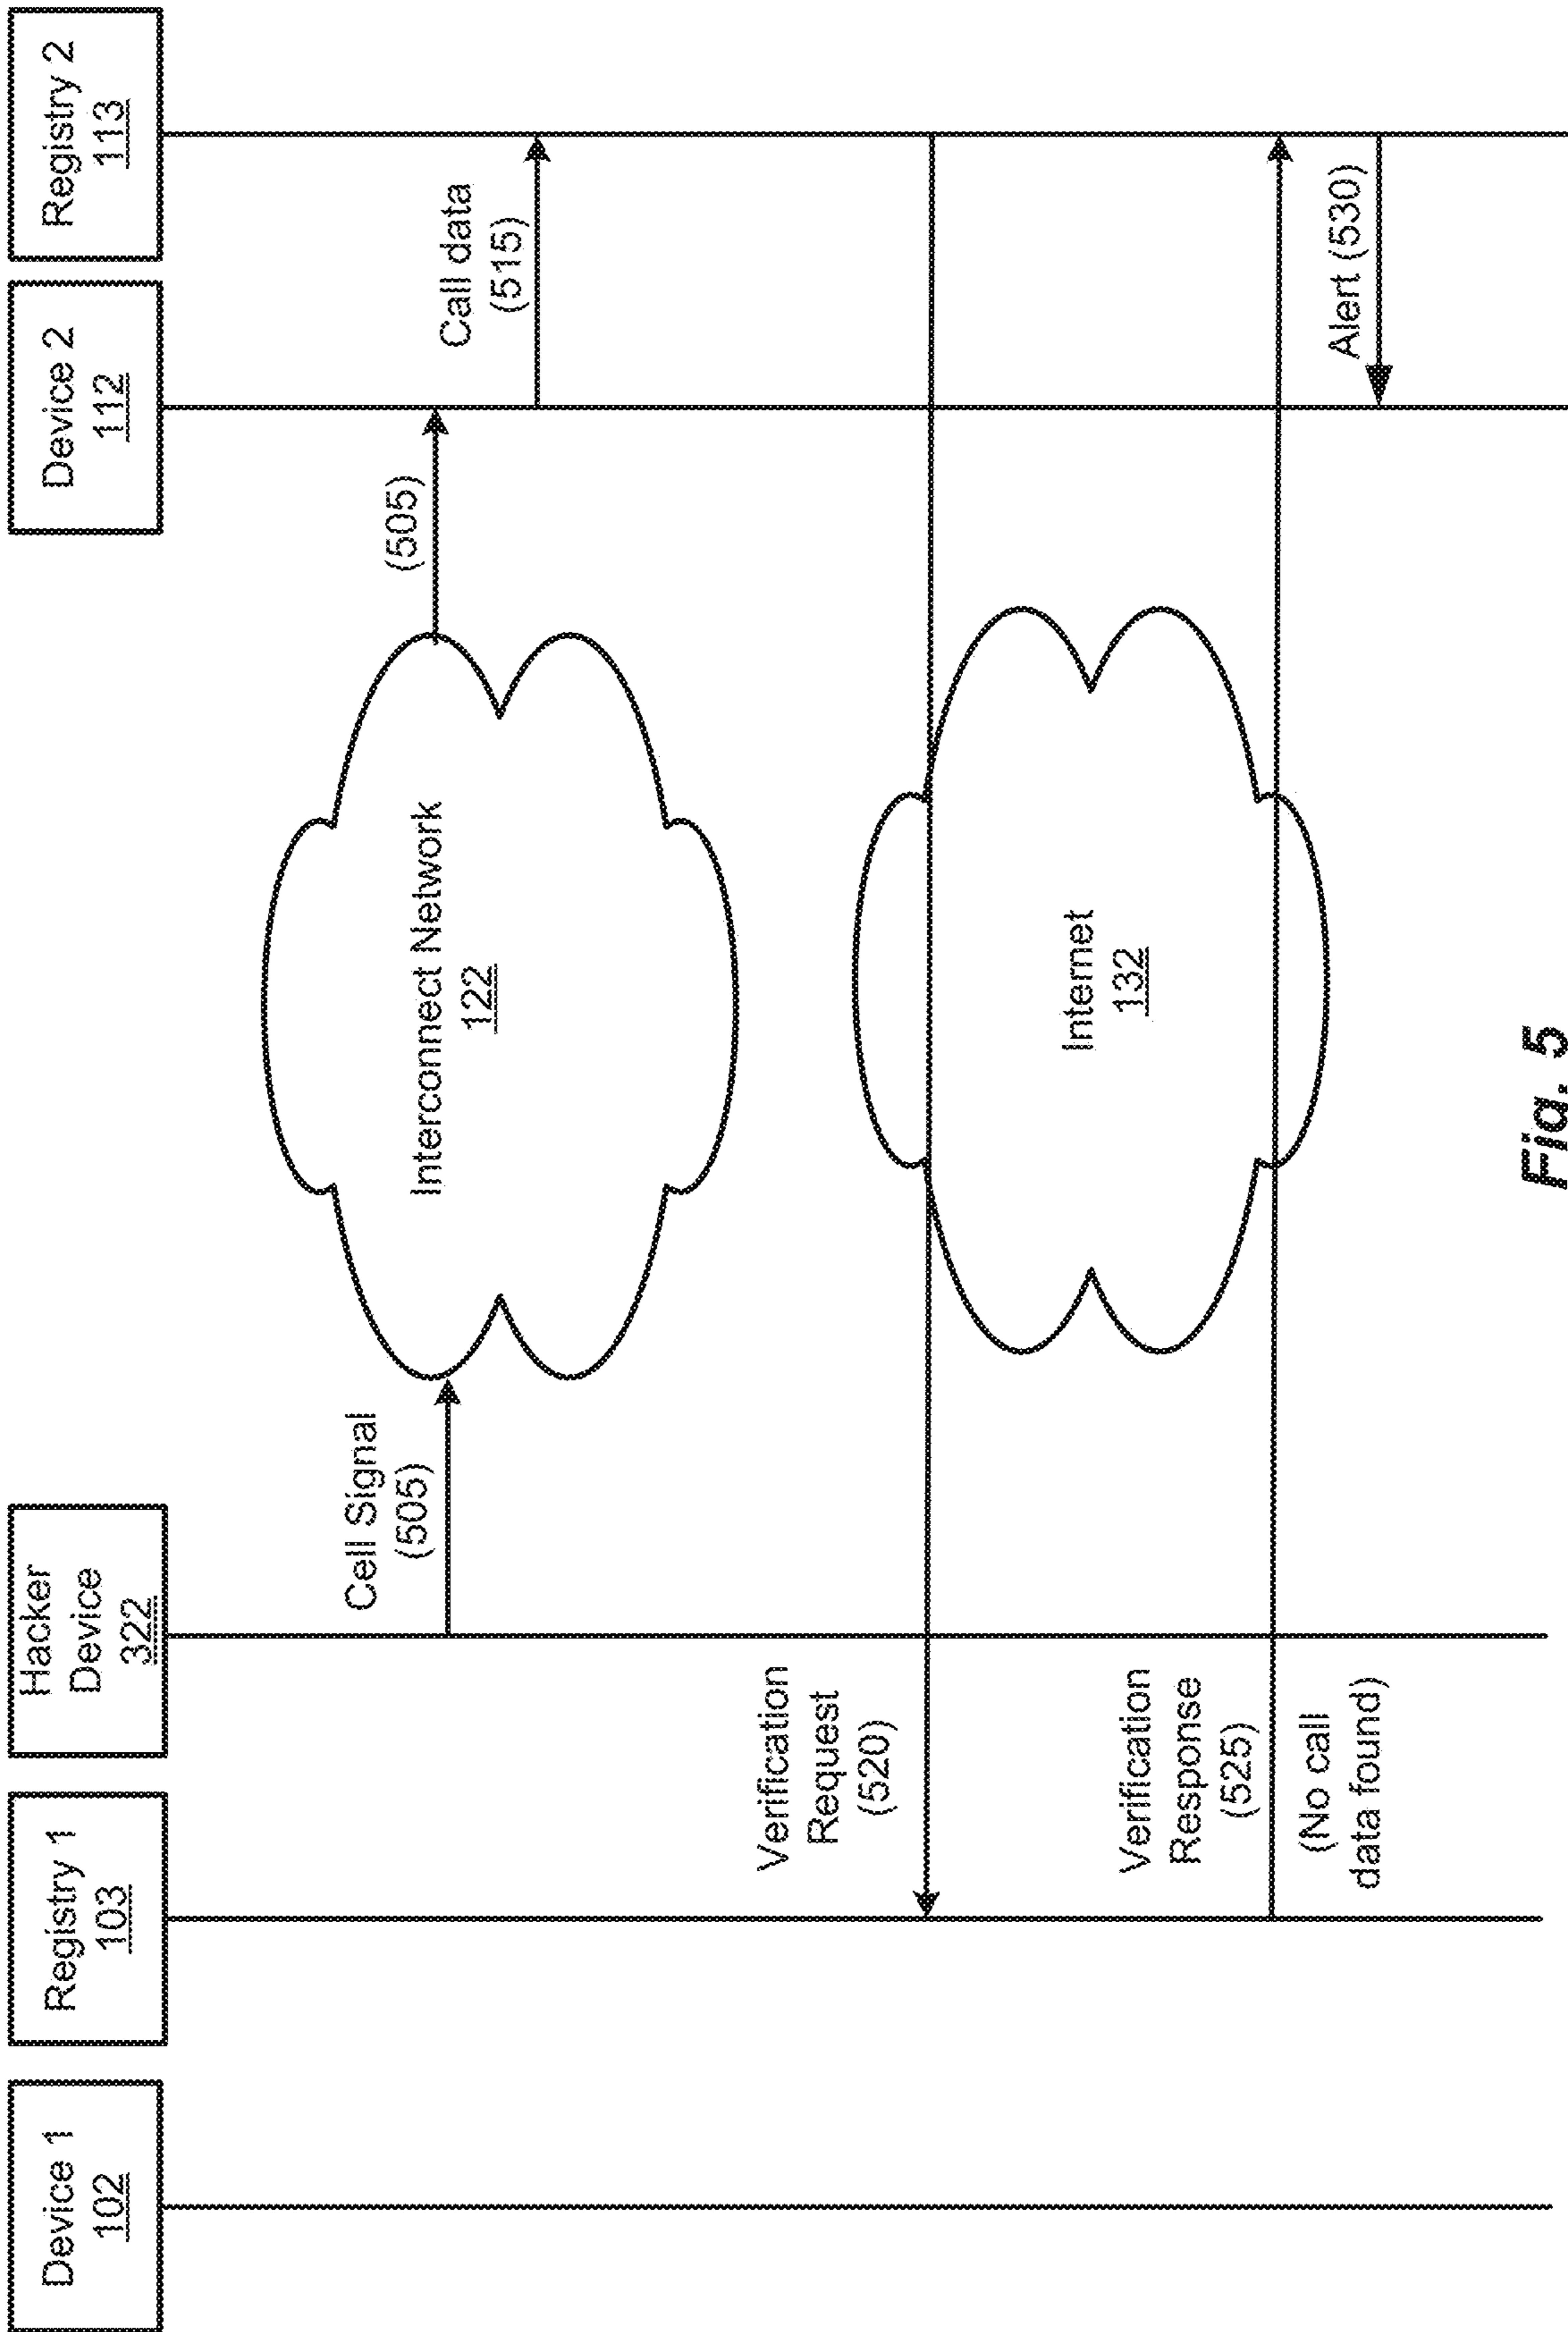 Device 1
102
Registry 1
103
Hacker
Device
322
Device 2
112
Registry 2
113
Cell Signal
(505)
Interconnect Network
122
(505)
Call data
(515)
Verification
Request
(520)
Internet
132
Verification
Response
(525)
(No call
data found)
Alert (530)
Fig. 5